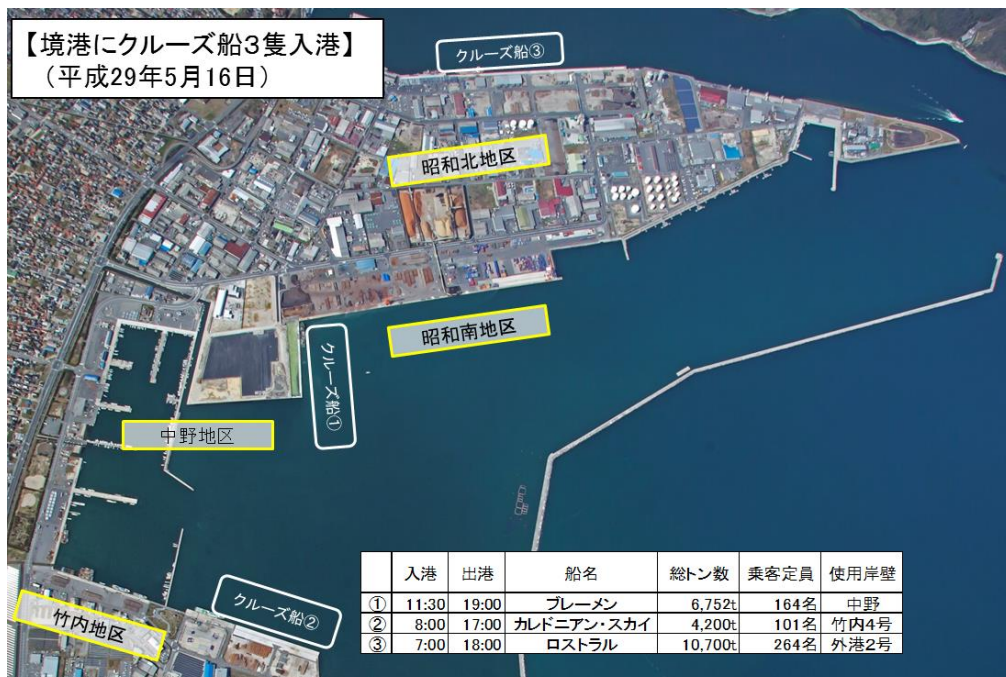 【境港にクルーズ船３隻入港】
（平成29年5月16日）
クルーズ船③
昭和北地区
昭和南地区
クルーズ船①
中野地区
クルーズ船②
竹内地区
入港 出港 船名 総トン数 乗客定員 使用岸壁
① 11:30 19:00 ブレーメン 6,752t 164名 中野
② 8:00 17:00 カレドニアン・スカイ 4,200t 101名 竹内4号
③ 7:00 18:00 ロストラル 10,700t 264名 外港2号